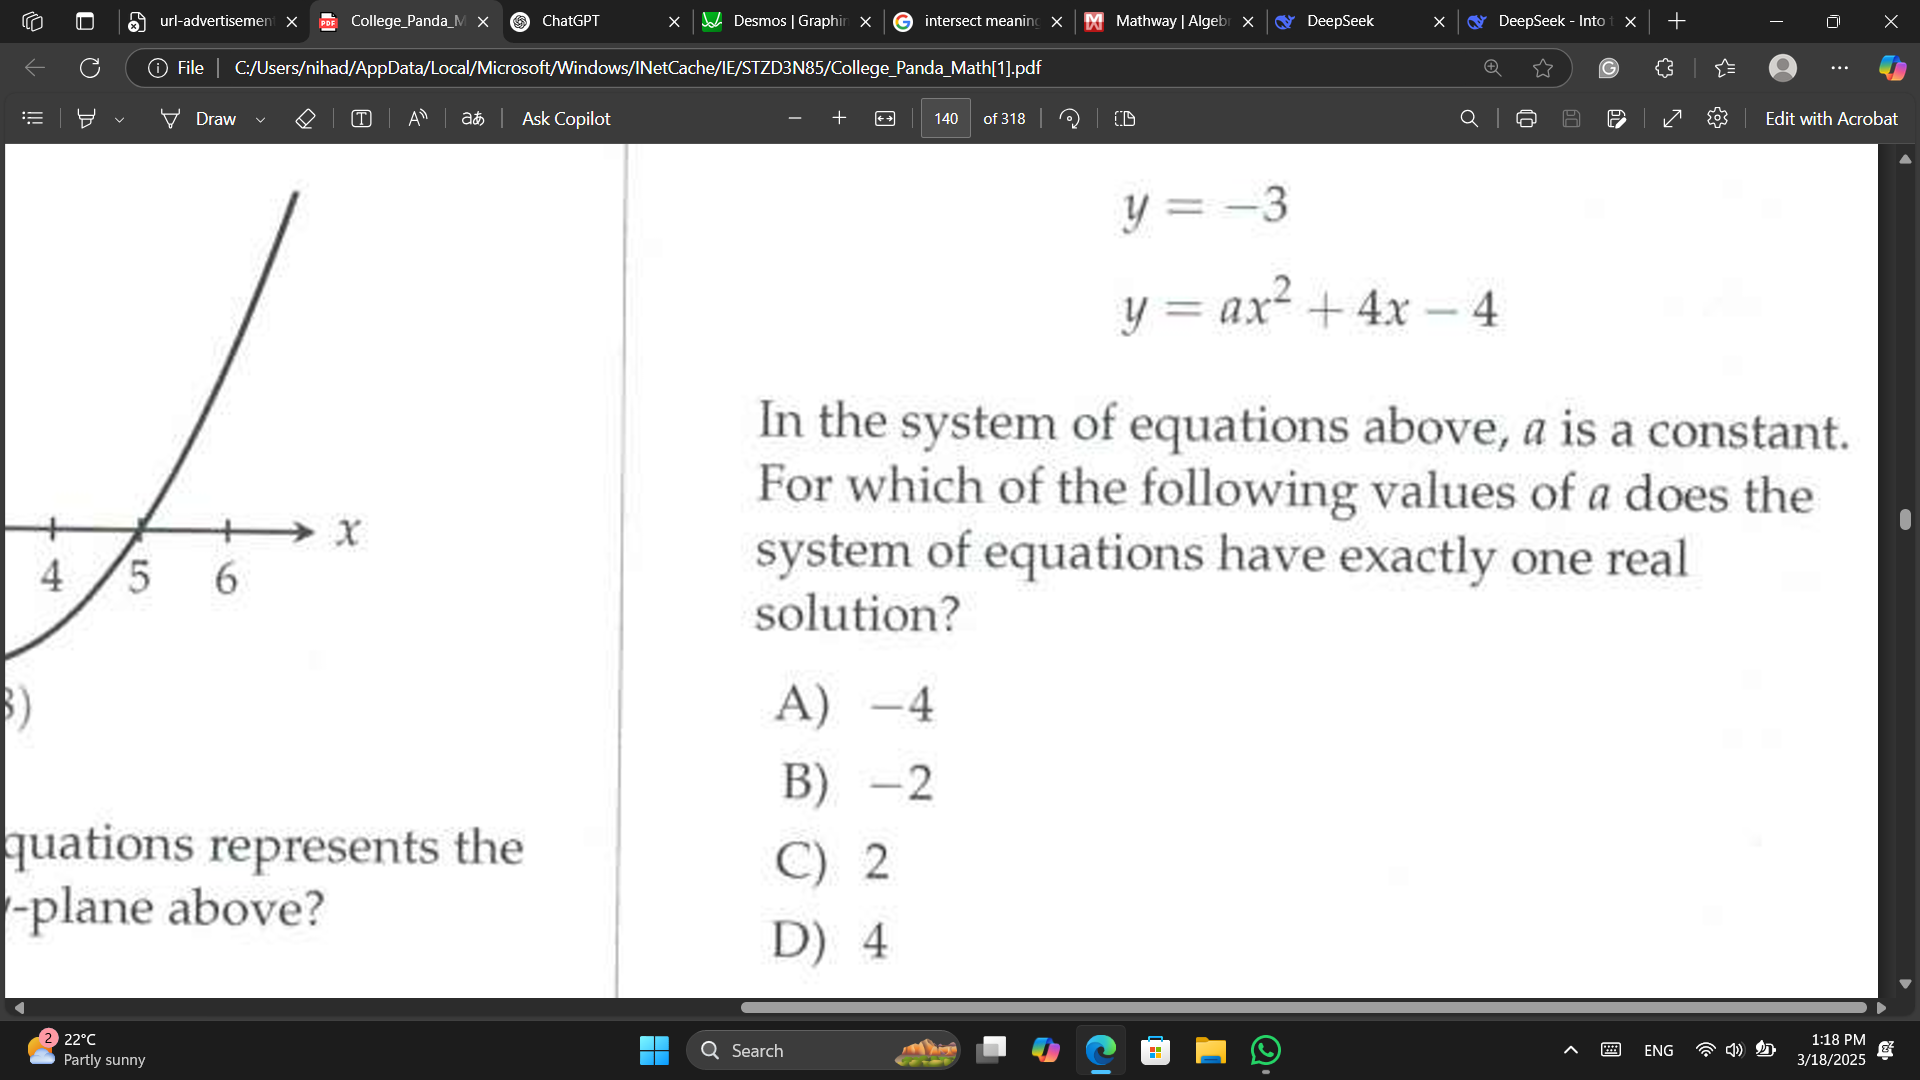 url-advertisemen
College_Panda_M
ChatGPT
Desmos | Graphin
intersect meaning
Mathway | Algebr
DeepSeek
DeepSeek - Into t
File
C:/Users/nihad/AppData/Local/Microsoft/Windows/INetCache/IE/STZD3N85/College_Panda_Math[1].pdf
Draw
aあ
Ask Copilot
140
of 318
Edit with Acrobat
4 5 6 x
3)
quations represents the
-plane above?
y = −3
y = ax² + 4x − 4
In the system of equations above, a is a constant.
For which of the following values of a does the
system of equations have exactly one real
solution?
A) −4
B) −2
C) 2
D) 4
2
22°C
Partly sunny
Search
ENG
1:18 PM
3/18/2025